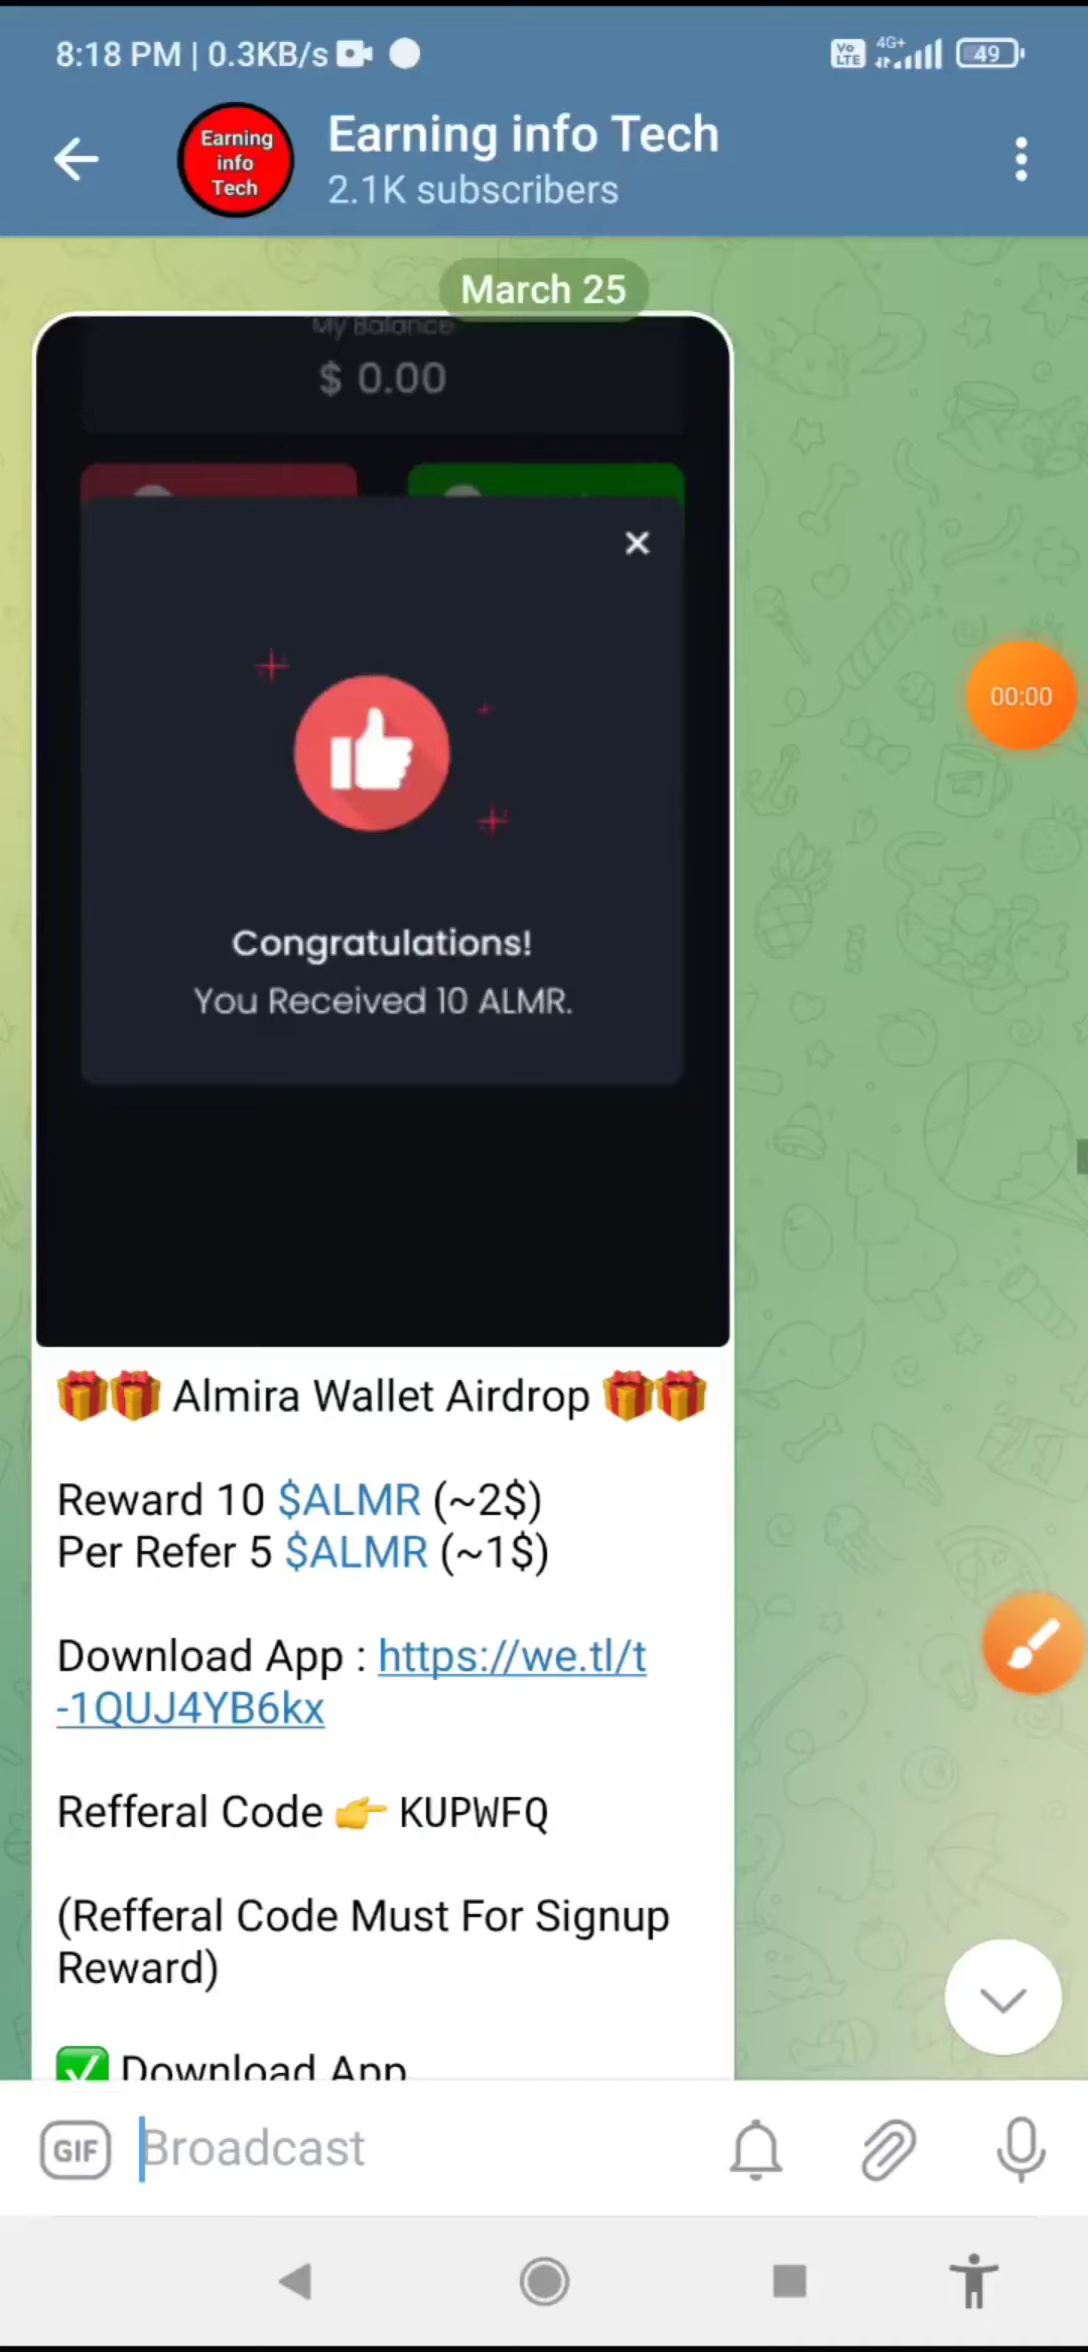 8:18 PM | 0.3KB/s
Vo LTE 4G+ 49
Earning info Tech
Earning info Tech
2.1K subscribers
March 25
My Balance
$ 0.00
00:00
Congratulations!
You Received 10 ALMR.
🎁🎁 Almira Wallet Airdrop 🎁🎁
Reward 10 $ALMR (~2$)
Per Refer 5 $ALMR (~1$)
Download App : https://we.tl/t
-1QUJ4YB6kx
Refferal Code 👉 KUPWFQ
(Refferal Code Must For Signup
Reward)
✅ Download App
GIF Broadcast